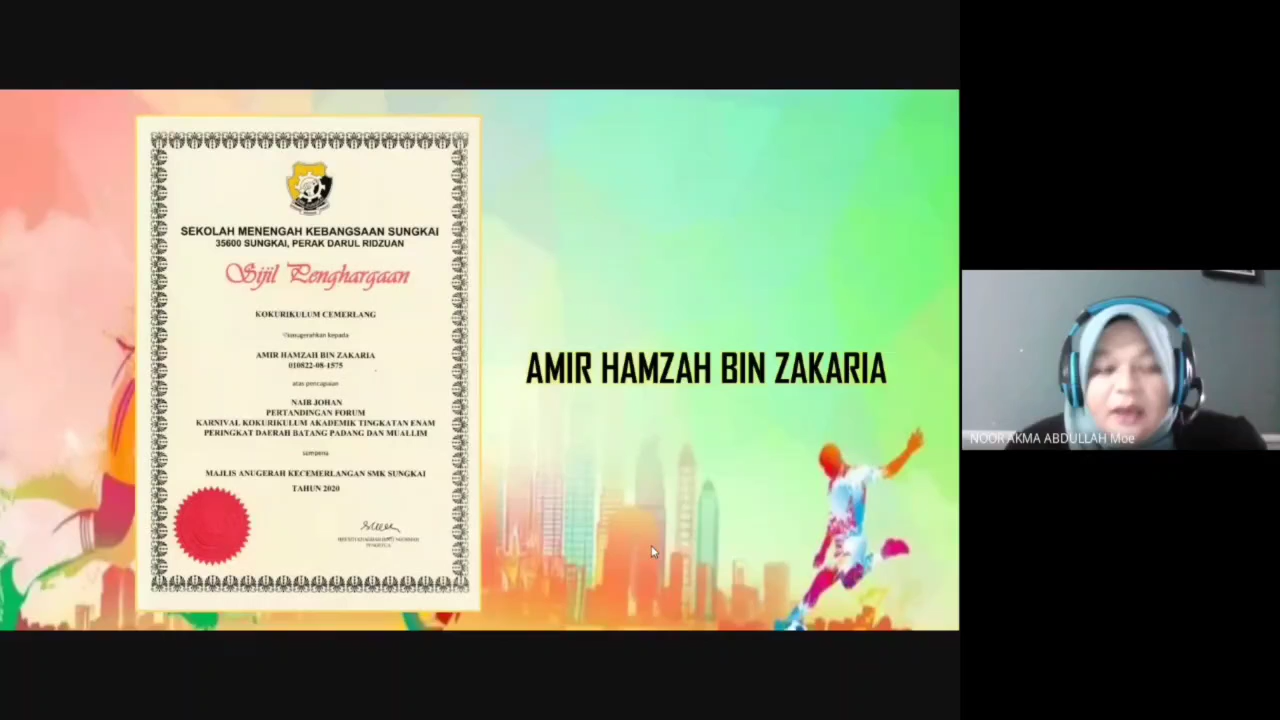 SEKOLAH MENENGAH KEBANGSAAN SUNGKAI
35600 SUNGKAI, PERAK DARUL RIDZUAN
Sijil Penghargaan
KOKURIKULUM CEMERLANG
Dianugerahkan kepada
AMIR HAMZAH BIN ZAKARIA
010822-08-1575
atas pencapaian
NAIB JOHAN
PERTANDINGAN FORUM
KARNIVAL KOKURIKULUM AKADEMIK TINGKATAN ENAM
PERINGKAT DAERAH BATANG PADANG DAN MUALLIM
sempena
MAJLIS ANUGERAH KECEMERLANGAN SMK SUNGKAI
TAHUN 2020
AMIR HAMZAH BIN ZAKARIA
NOOR AKMA ABDULLAH Moe